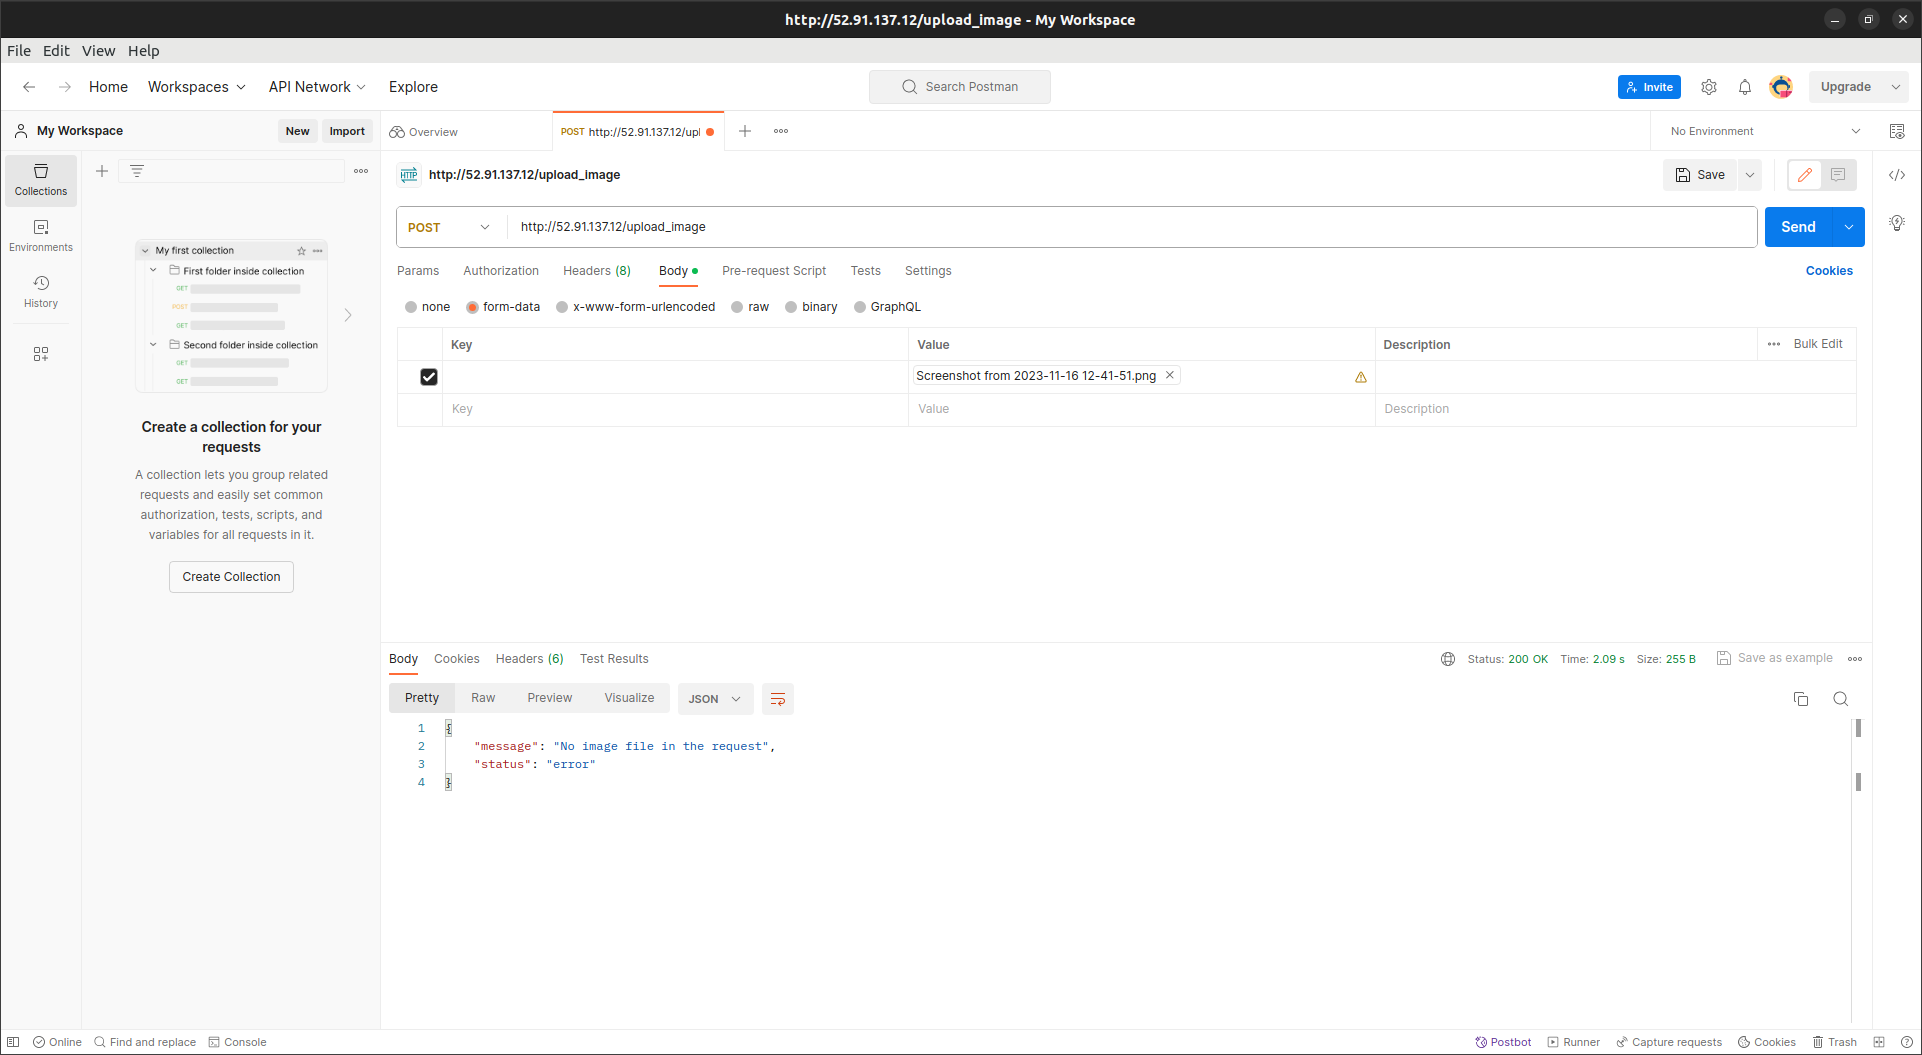 http://52.91.137.12/upload_image - My Workspace
File Edit View Help
Home Workspaces API Network Explore
Search Postman
Invite
Upgrade
My Workspace
New Import
Overview
POST http://52.91.137.12/upl
No Environment
Collections
Environments
History
My first collection
First folder inside collection
GET
POST
GET
Second folder inside collection
GET
GET
Create a collection for your
requests
A collection lets you group related
requests and easily set common
authorization, tests, scripts, and
variables for all requests in it.
Create Collection
HTTP http://52.91.137.12/upload_image
Save
POST http://52.91.137.12/upload_image
Send
Params Authorization Headers (8) Body Pre-request Script Tests Settings
Cookies
none form-data x-www-form-urlencoded raw binary GraphQL
Key Value Description Bulk Edit
Screenshot from 2023-11-16 12-41-51.png
Key Value Description
Body Cookies Headers (6) Test Results
Status: 200 OK Time: 2.09 s Size: 255 B Save as example
Pretty Raw Preview Visualize JSON
1 {
2 "message": "No image file in the request",
3 "status": "error"
4 }
Online Find and replace Console
Postbot Runner Capture requests Cookies Trash